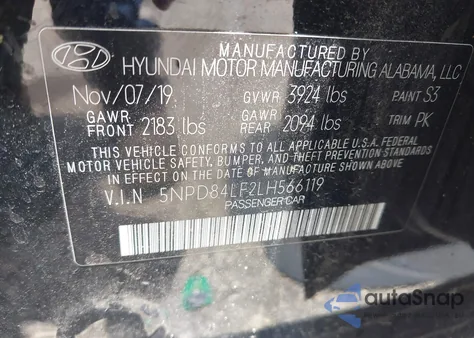 MANUFACTURED BY
HYUNDAI MOTOR MANUFACTURING ALABAMA, LLC
Nov/07/19 GVWR 3924 lbs PAINT S3
GAWR FRONT 2183 lbs GAWR REAR 2094 lbs TRIM PK
THIS VEHICLE CONFORMS TO ALL APPLICABLE U.S.A FEDERAL
MOTOR VEHICLE SAFETY, BUMPER, AND THEFT PREVENTION
STANDARDS IN EFFECT ON THE DATE OF MANUFACTURE SHOWN ABOVE
V.I.N 5NPD84LF2LH566119
PASSENGER CAR
autoSnap